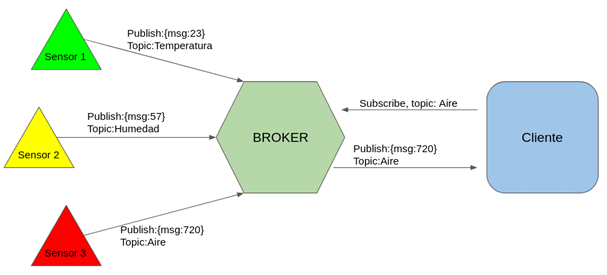 Publish:{msg:23}
Topic:Temperatura
Sensor 1
Publish:{msg:57}
Topic:Humedad
Sensor 2
Publish:{msg:720}
Topic:Aire
Sensor 3
BROKER
Subscribe, topic: Aire
Publish:{msg:720}
Topic:Aire
Cliente